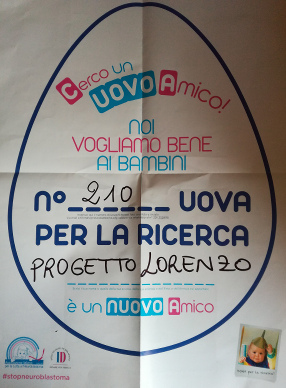 Cerco un
UOVO Amico!
NOI
VOGLIAMO BENE
AI BAMBINI
N° 210 UOVA
PER LA RICERCA
PROGETTO LORENZO
è un NUOVO Amico
#stopneuroblastoma